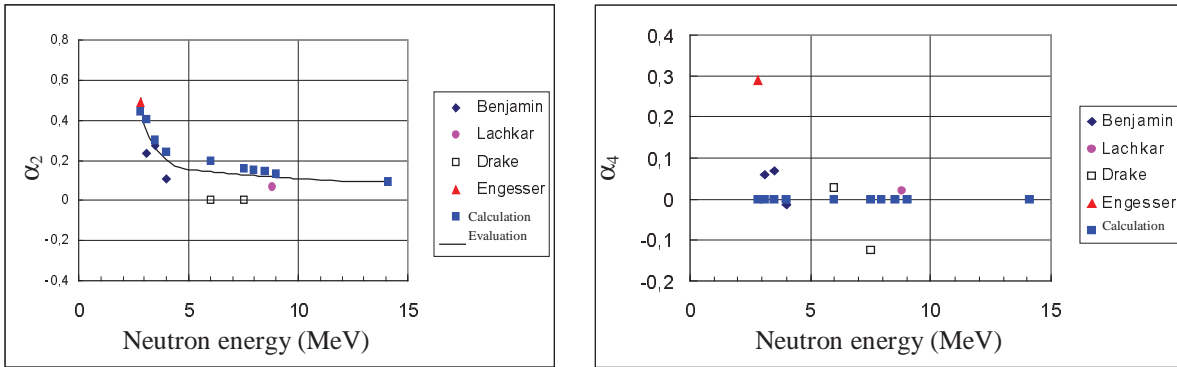 0,8
0,6
0,4
0,2
0
-0,2
-0,4
α2
0
5
10
15
Neutron energy (MeV)
Benjamin
Lachkar
Drake
Engesser
Calculation
Evaluation
0,4
0,3
0,2
0,1
0
-0,1
-0,2
α4
0
5
10
15
Neutron energy (MeV)
Benjamin
Lachkar
Drake
Engesser
Calculation